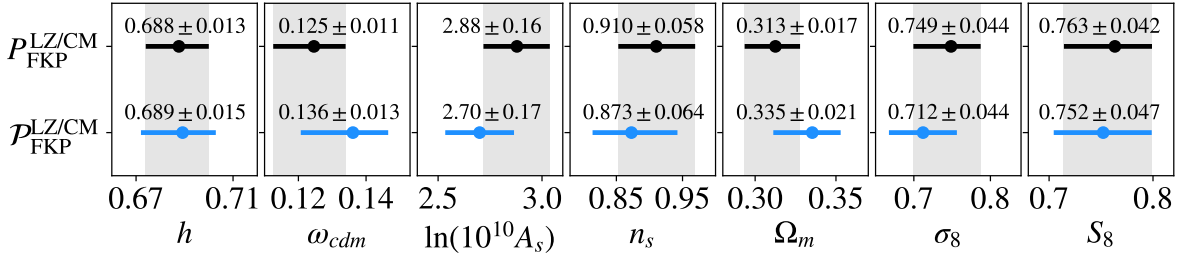 P_FKP^LZ/CM 0.688 ± 0.013 0.125 ± 0.011 2.88 ± 0.16 0.910 ± 0.058 0.313 ± 0.017 0.749 ± 0.044 0.763 ± 0.042
𝒫_FKP^LZ/CM 0.689 ± 0.015 0.136 ± 0.013 2.70 ± 0.17 0.873 ± 0.064 0.335 ± 0.021 0.712 ± 0.044 0.752 ± 0.047
0.67 0.71 0.12 0.14 2.5 3.0 0.85 0.95 0.30 0.35 0.7 0.8 0.7 0.8
h ω_cdm ln(10^10 A_s) n_s Ω_m σ_8 S_8